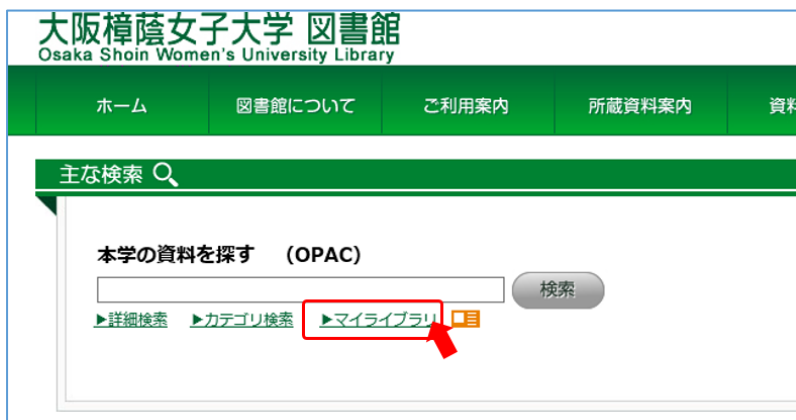 大阪樟蔭女子大学 図書館
Osaka Shoin Women's University Library
ホーム 図書館について ご利用案内 所蔵資料案内 資料
主な検索
本学の資料を探す (OPAC)
検索
▶詳細検索 ▶カテゴリ検索 ▶マイライブラリ